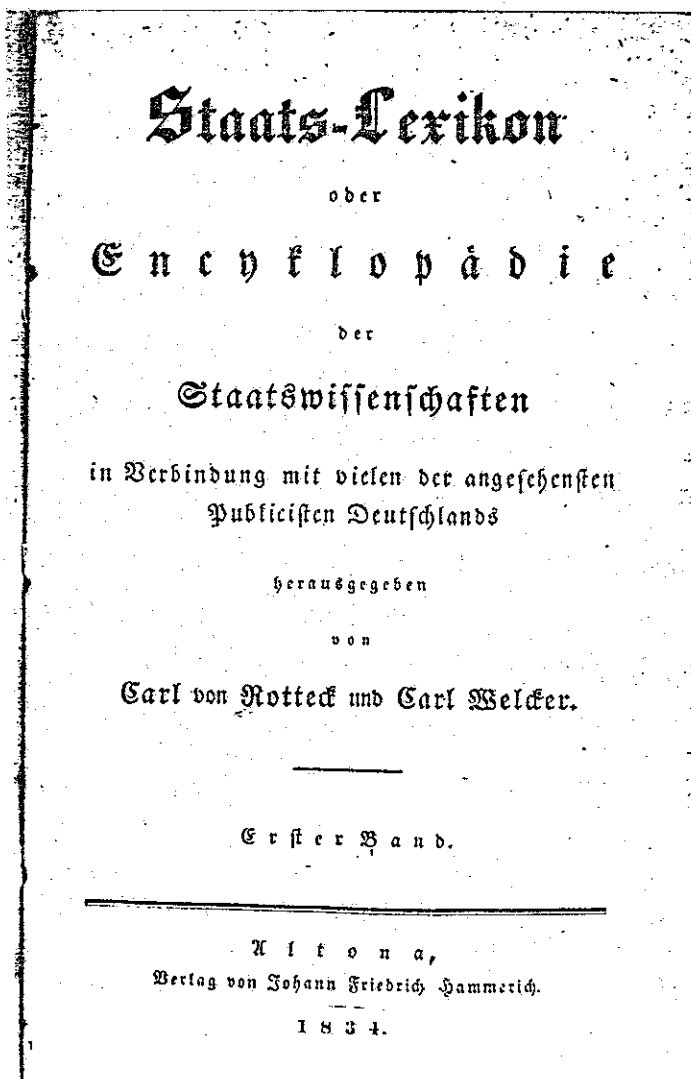 Staats-Lexikon
oder
Encyklopädie
der
Staatswissenschaften
in Verbindung mit vielen der angesehensten
Publicisten Deutschlands
herausgegeben
von
Carl von Rotteck und Carl Welcker.
Erster Band.
Altona,
Verlag von Johann Friedrich Hammerich.
1834.